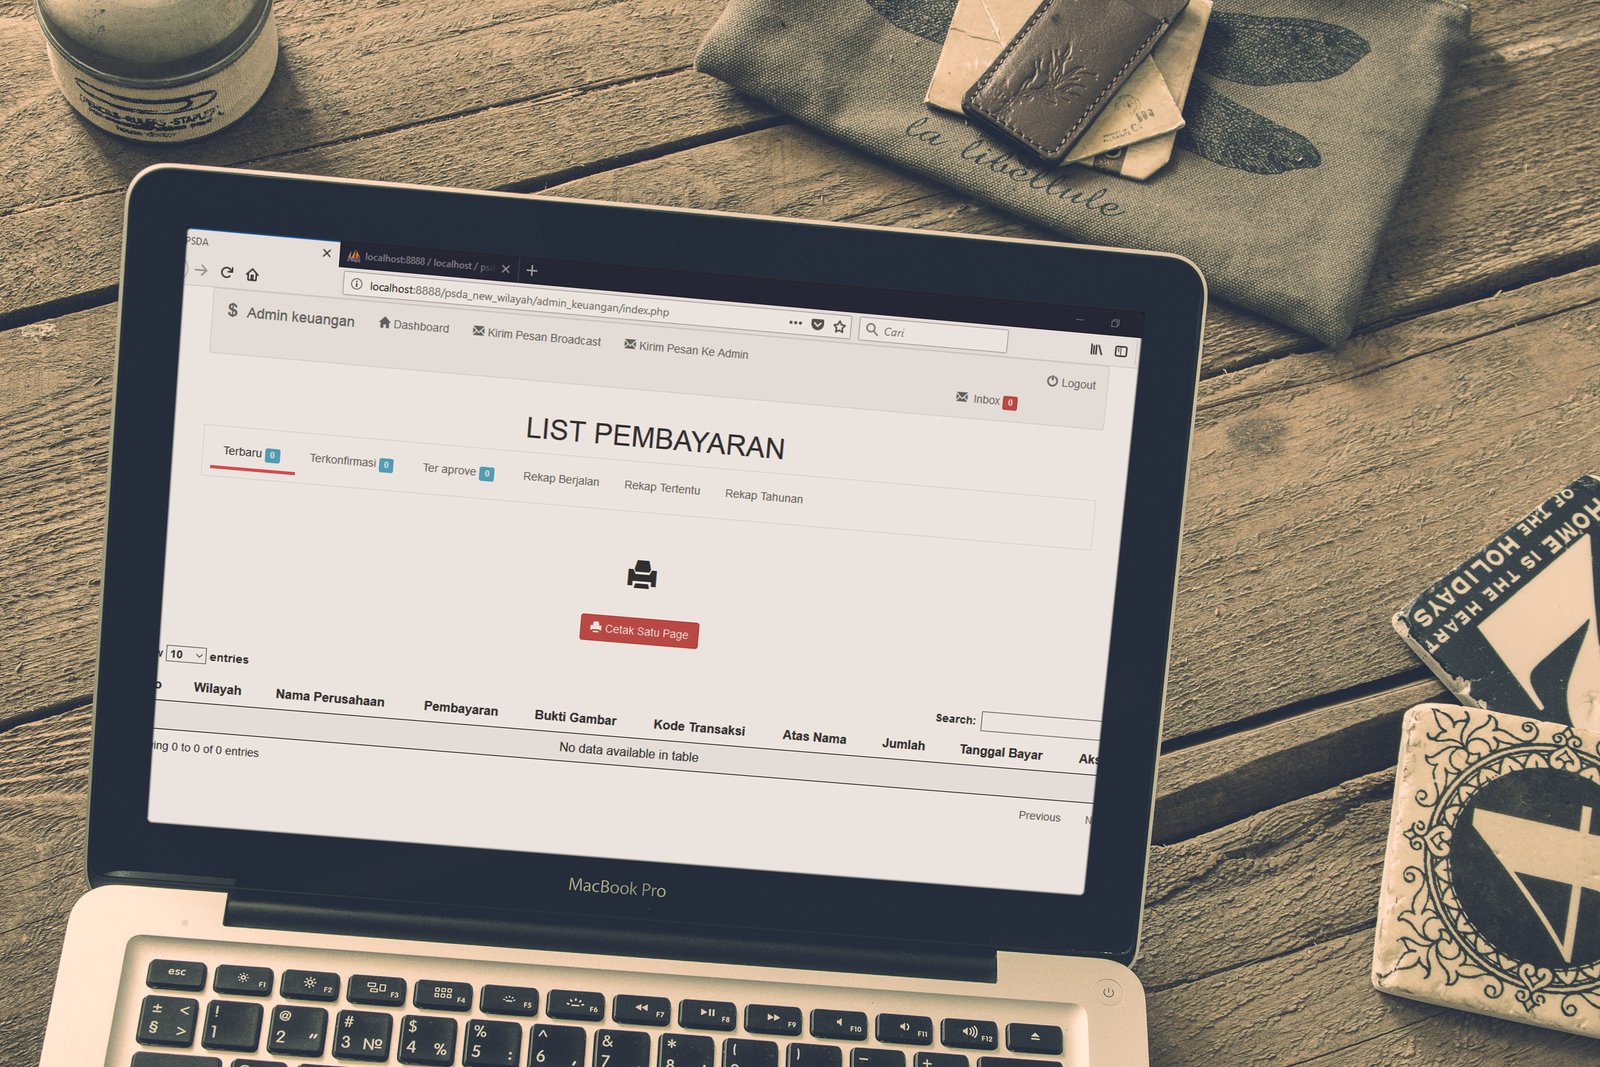 PENCILS-RULERS-STAPLES
la libellule
PSDA
localhost:8888 / localhost / psd
localhost:8888/psda_new_wilayah/admin_keuangan/index.php
Cari
$ Admin keuangan
Dashboard
Kirim Pesan Broadcast
Kirim Pesan Ke Admin
Logout
Inbox 0
LIST PEMBAYARAN
Terbaru 0
Terkonfirmasi 0
Ter aprove 0
Rekap Berjalan
Rekap Tertentu
Rekap Tahunan
Cetak Satu Page
w 10 entries
Search:
o Wilayah Nama Perusahaan Pembayaran Bukti Gambar Kode Transaksi Atas Nama Jumlah Tanggal Bayar Aks
No data available in table
ving 0 to 0 of 0 entries
Previous N
MacBook Pro
HOME IS THE HEART
OF THE HOLIDAYS
esc F1 F2 F3 F4 F5 F6 F7 F8 F9 F10 F11 F12
± < ! @ # $ % ^ & * ( ) — +
§ > 1 2 " 3 № 4 % 5 : 6 , 7 8